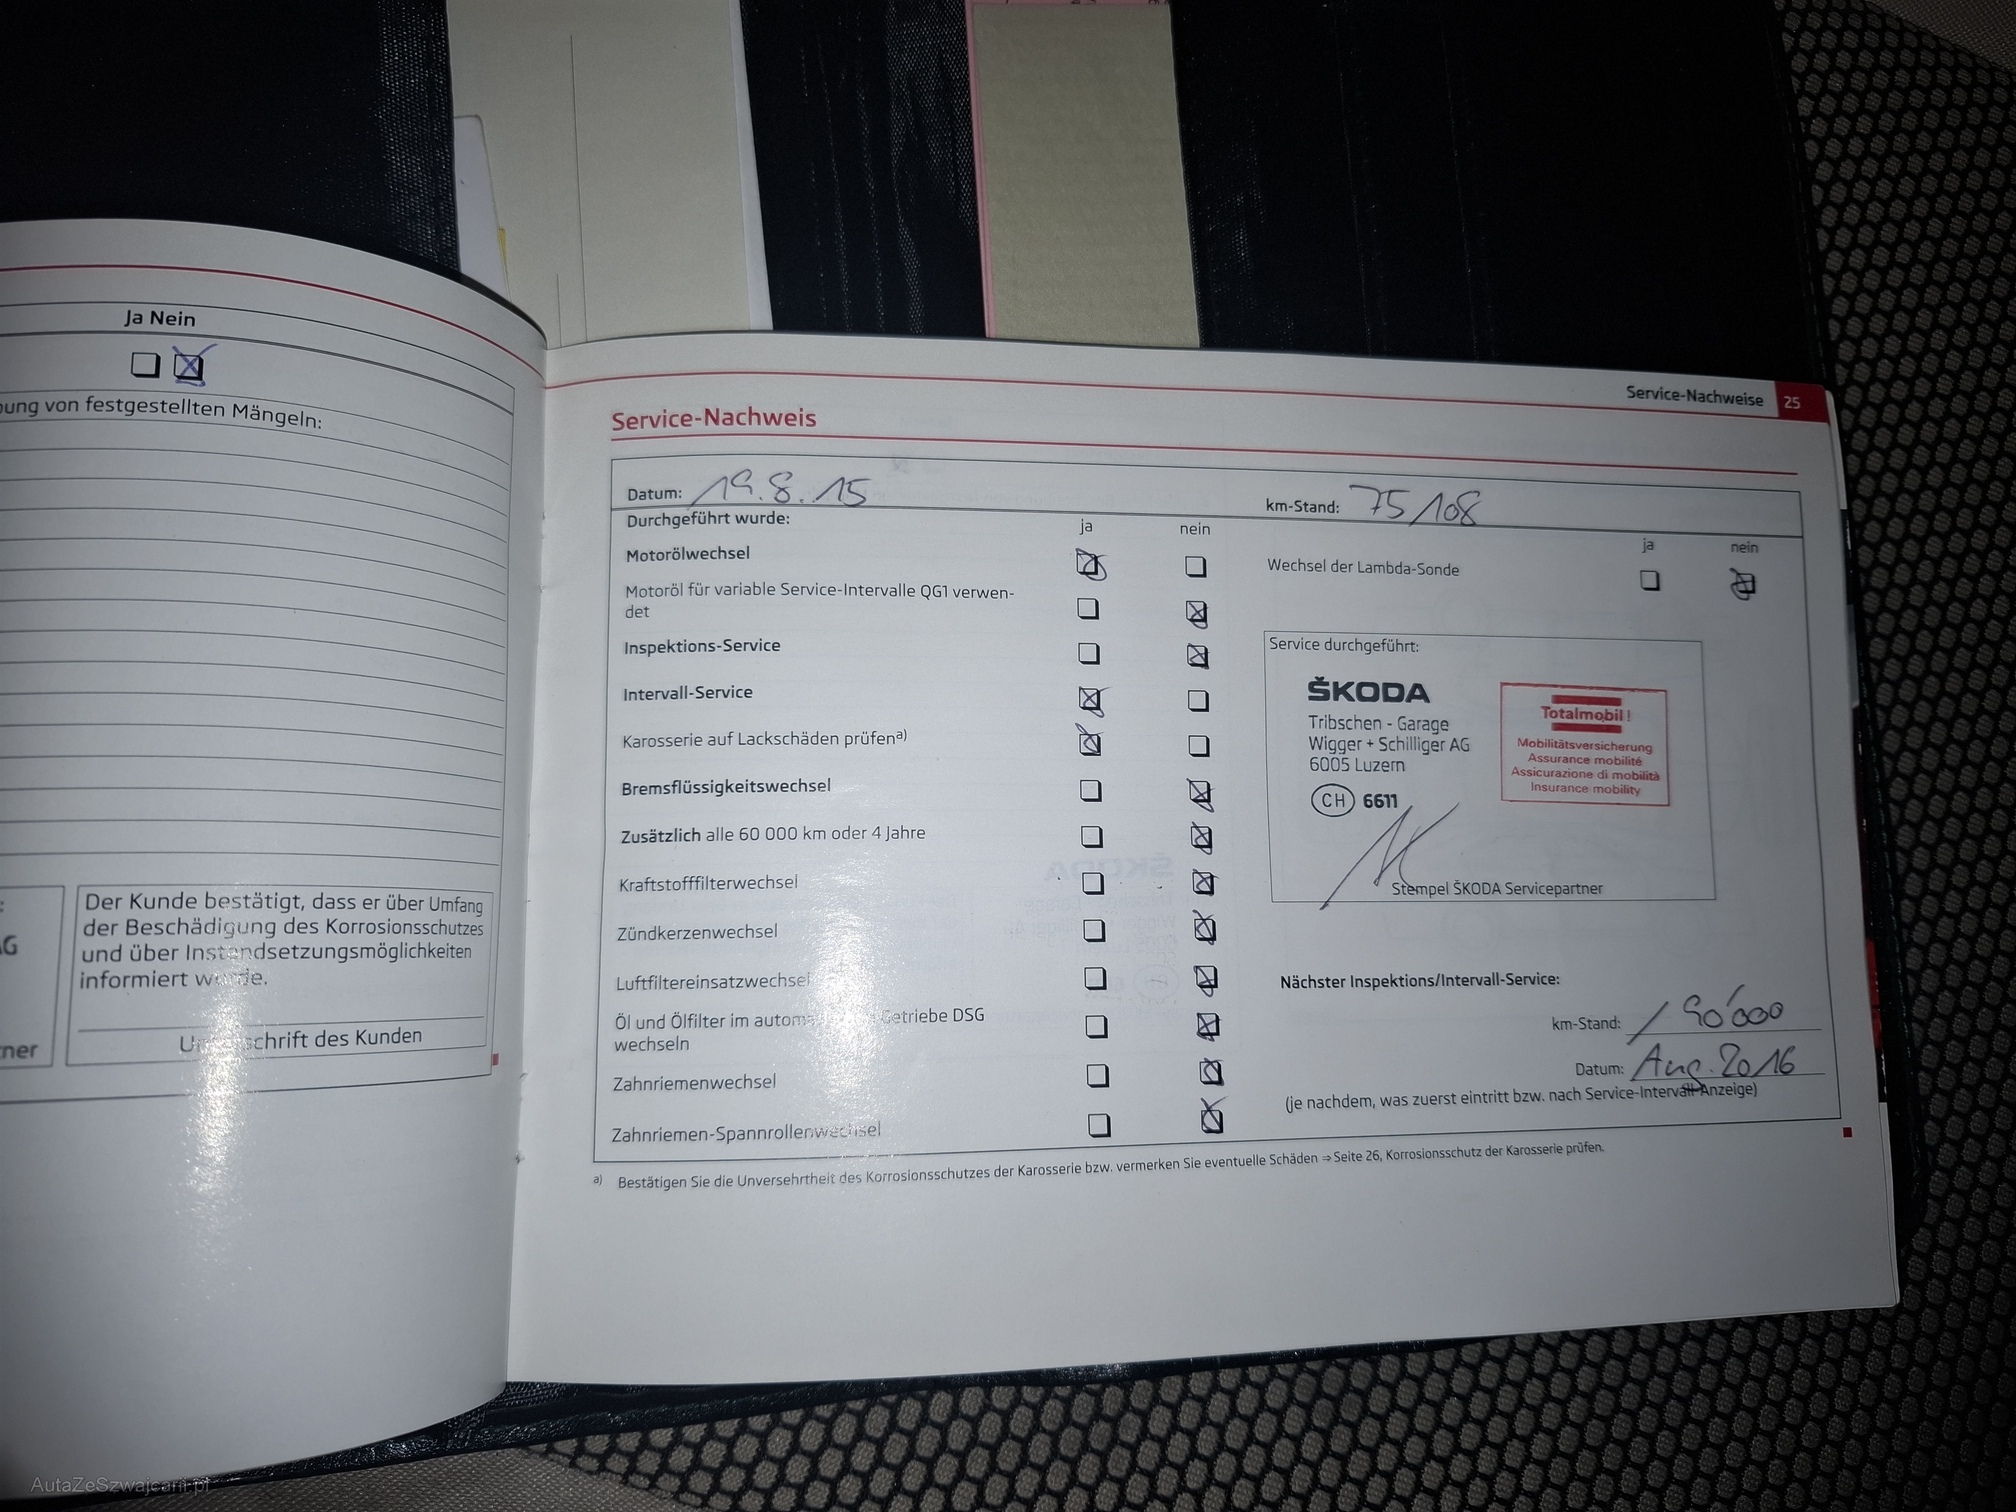 Ja Nein
ung von festgestellten Mängeln:
G
Der Kunde bestätigt, dass er über Umfang
der Beschädigung des Korrosionsschutzes
und über Instandsetzungsmöglichkeiten
informiert wurde.
Unterschrift des Kunden
ner
Service-Nachweise 25
Service-Nachweis
Datum: 19.8.15
km-Stand: 75/108
Durchgeführt wurde: ja nein
Motorölwechsel
Motoröl für variable Service-Intervalle QG1 verwen-
det
Inspektions-Service
Intervall-Service
Karosserie auf Lackschäden prüfen a)
Bremsflüssigkeitswechsel
Zusätzlich alle 60 000 km oder 4 Jahre
Kraftstofffilterwechsel
Zündkerzenwechsel
Luftfiltereinsatzwechsel
Öl und Ölfilter im Getriebe DSG
wechseln
Zahnriemenwechsel
Zahnriemen-Spannrollenwechsel
ja nein
Wechsel der Lambda-Sonde
Service durchgeführt:
ŠKODA
Tribschen - Garage
Wigger + Schilliger AG
6005 Luzern
CH 6611
Totalmobil!
Mobilitätsversicherung
Assurance mobilité
Assicurazione di mobilità
Insurance mobility
Stempel ŠKODA Servicepartner
Nächster Inspektions/Intervall-Service:
km-Stand: / 90'000
Datum: Aug. 2016
(je nachdem, was zuerst eintritt bzw. nach Service-Intervall-Anzeige)
a) Bestätigen Sie die Unversehrtheit des Korrosionsschutzes der Karosserie bzw. vermerken Sie eventuelle Schäden ⇒ Seite 26, Korrosionsschutz der Karosserie prüfen.
AutaZeSzwajcarii.pl